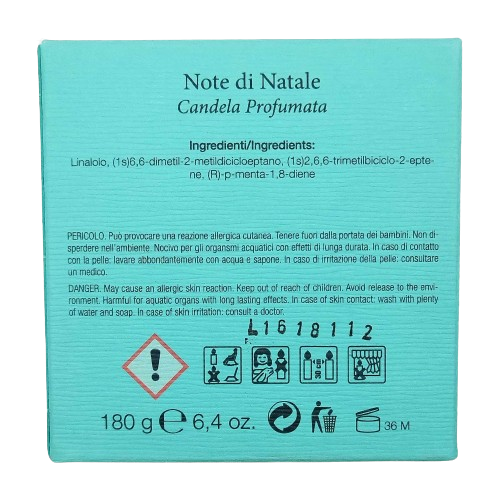 Note di Natale
Candela Profumata
Ingredienti/Ingredients:
Linalolo, (1s)6,6-dimetil-2-metildicicloeptano, (1s)2,6,6-trimetilbiciclo-2-epte-
ne, (R)-p-menta-1,8-diene
PERICOLO. Può provocare una reazione allergica cutanea. Tenere fuori dalla portata dei bambini. Non di-
sperdere nell'ambiente. Nocivo per gli organsmi acquatici con effetti di lunga durata. In caso di contatto
con la pelle: lavare abbondantemente con acqua e sapone. In caso di irritazione della pelle: consultare
un medico.
DANGER. May cause an allergic skin reaction. Keep out of reach of children. Avoid release to the envi-
ronment. Harmful for aquatic organs with long lasting effects. In case of skin contact: wash with plenty
of water and soap. In case of skin irritation: consult a doctor.
L1618112
180 g e 6,4 oz.
36 M